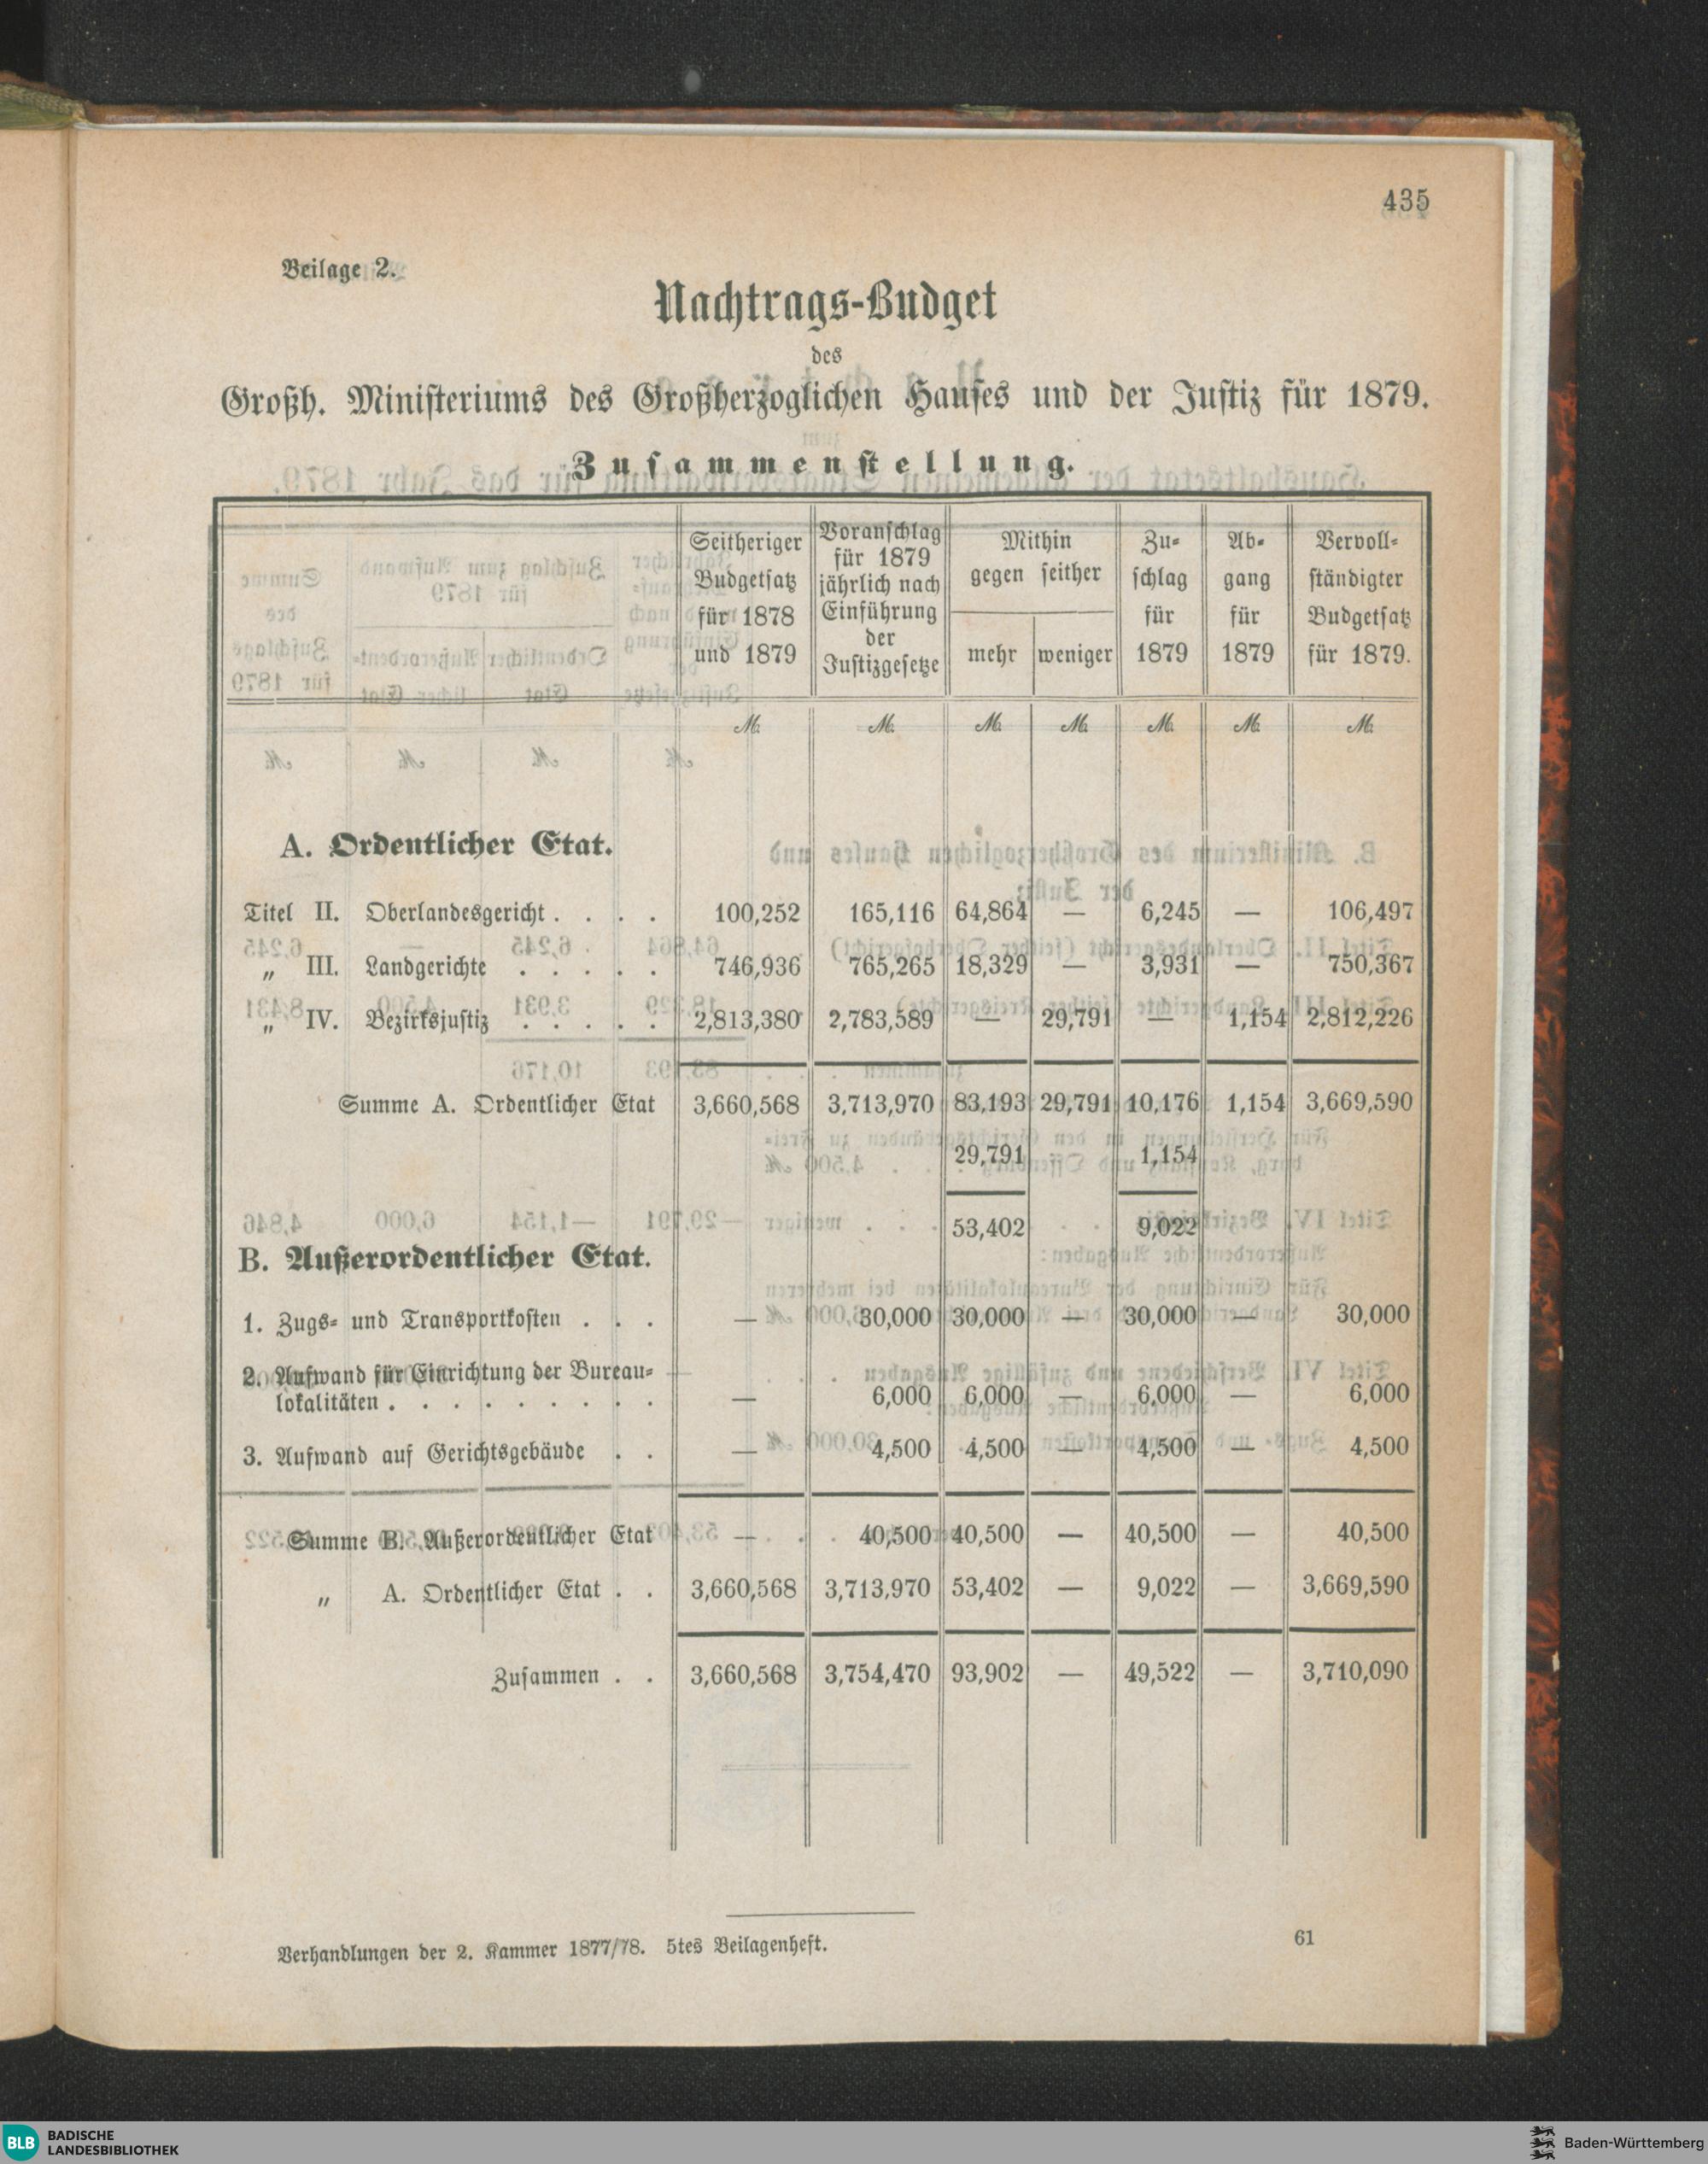 435
Beilage 2.
Nachtrags-Budget
des
Großh. Ministeriums des Großherzoglichen Hauses und der Justiz für 1879.
Zusammenstellung.
Seitheriger Budgetsatz für 1878 und 1879
Voranschlag für 1879 jährlich nach Einführung der Justizgesetze
Mithin gegen seither
mehr weniger
Zu- schlag für 1879
Ab- gang für 1879
Vervoll- ständigter Budgetsatz für 1879.
M. M. M. M. M. M. M.
A. Ordentlicher Etat.
Titel II. Oberlandesgericht . . . . 100,252 165,116 64,864 — 6,245 — 106,497
„ III. Landgerichte . . . . . 746,936 765,265 18,329 — 3,931 — 750,367
„ IV. Bezirksjustiz . . . . . 2,813,380 2,783,589 — 29,791 — 1,154 2,812,226
Summe A. Ordentlicher Etat 3,660,568 3,713,970 83,193 29,791 10,176 1,154 3,669,590
29,791 1,154
53,402 9,022
B. Außerordentlicher Etat.
1. Zugs- und Transportkosten . . . — 30,000 30,000 — 30,000 — 30,000
2. Aufwand für Einrichtung der Bureau-
lokalitäten . . . . . . . . . — 6,000 6,000 — 6,000 — 6,000
3. Aufwand auf Gerichtsgebäude . . — 4,500 4,500 — 4,500 — 4,500
Summe B. Außerordentlicher Etat — 40,500 40,500 — 40,500 — 40,500
„ A. Ordentlicher Etat . . 3,660,568 3,713,970 53,402 — 9,022 — 3,669,590
Zusammen . . 3,660,568 3,754,470 93,902 — 49,522 — 3,710,090
Verhandlungen der 2. Kammer 1877/78. 5tes Beilagenheft.
61
BLB BADISCHE
LANDESBIBLIOTHEK
Baden-Württemberg